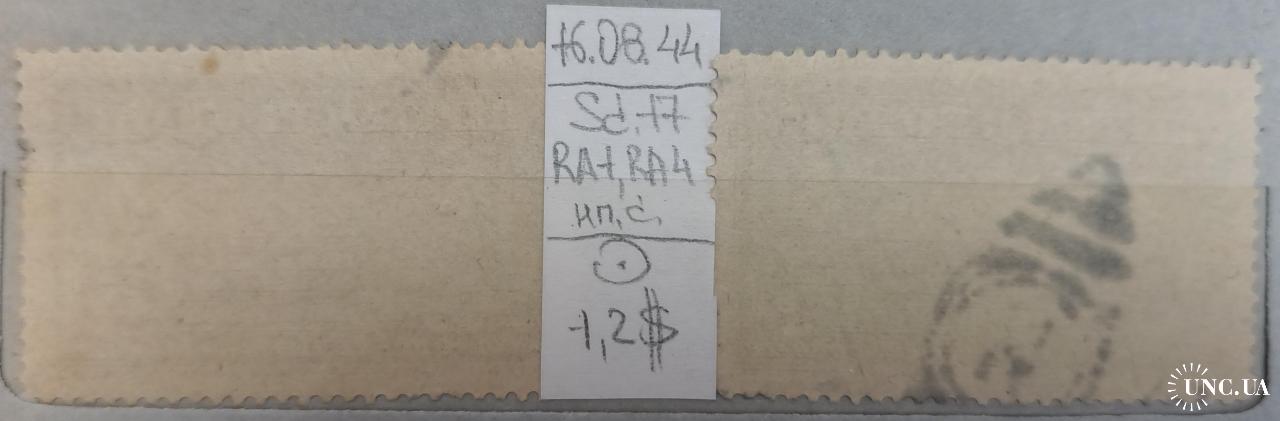 16.08.44
Sc.17
RA1, RA4
нп.с.
1,2$
UNC.UA